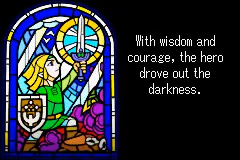 With wisdom and
courage, the hero
drove out the
darkness.